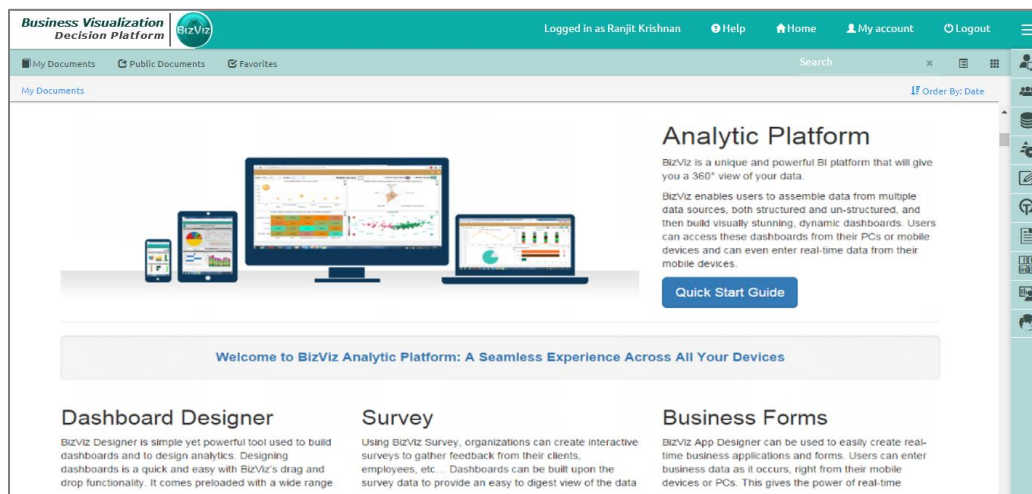 Business Visualization
Decision Platform
BizViz
Logged in as Ranjit Krishnan
Help
Home
My account
Logout
My Documents
Public Documents
Favorites
Search
My Documents
Order By: Date
Analytic Platform
BizViz is a unique and powerful BI platform that will give
you a 360° view of your data.
BizViz enables users to assemble data from multiple
data sources, both structured and un-structured, and
then build visually stunning, dynamic dashboards. Users
can access these dashboards from their PCs or mobile
devices and can even enter real-time data from their
mobile devices.
Quick Start Guide
Welcome to BizViz Analytic Platform: A Seamless Experience Across All Your Devices
Dashboard Designer
BizViz Designer is simple yet powerful tool used to build
dashboards and to design analytics. Designing
dashboards is a quick and easy with BizViz's drag and
drop functionality. It comes preloaded with a wide range
Survey
Using BizViz Survey, organizations can create interactive
surveys to gather feedback from their clients,
employees, etc... Dashboards can be built upon the
survey data to provide an easy to digest view of the data
Business Forms
BizViz App Designer can be used to easily create real-
time business applications and forms. Users can enter
business data as it occurs, right from their mobile
devices or PCs. This gives the power of real-time